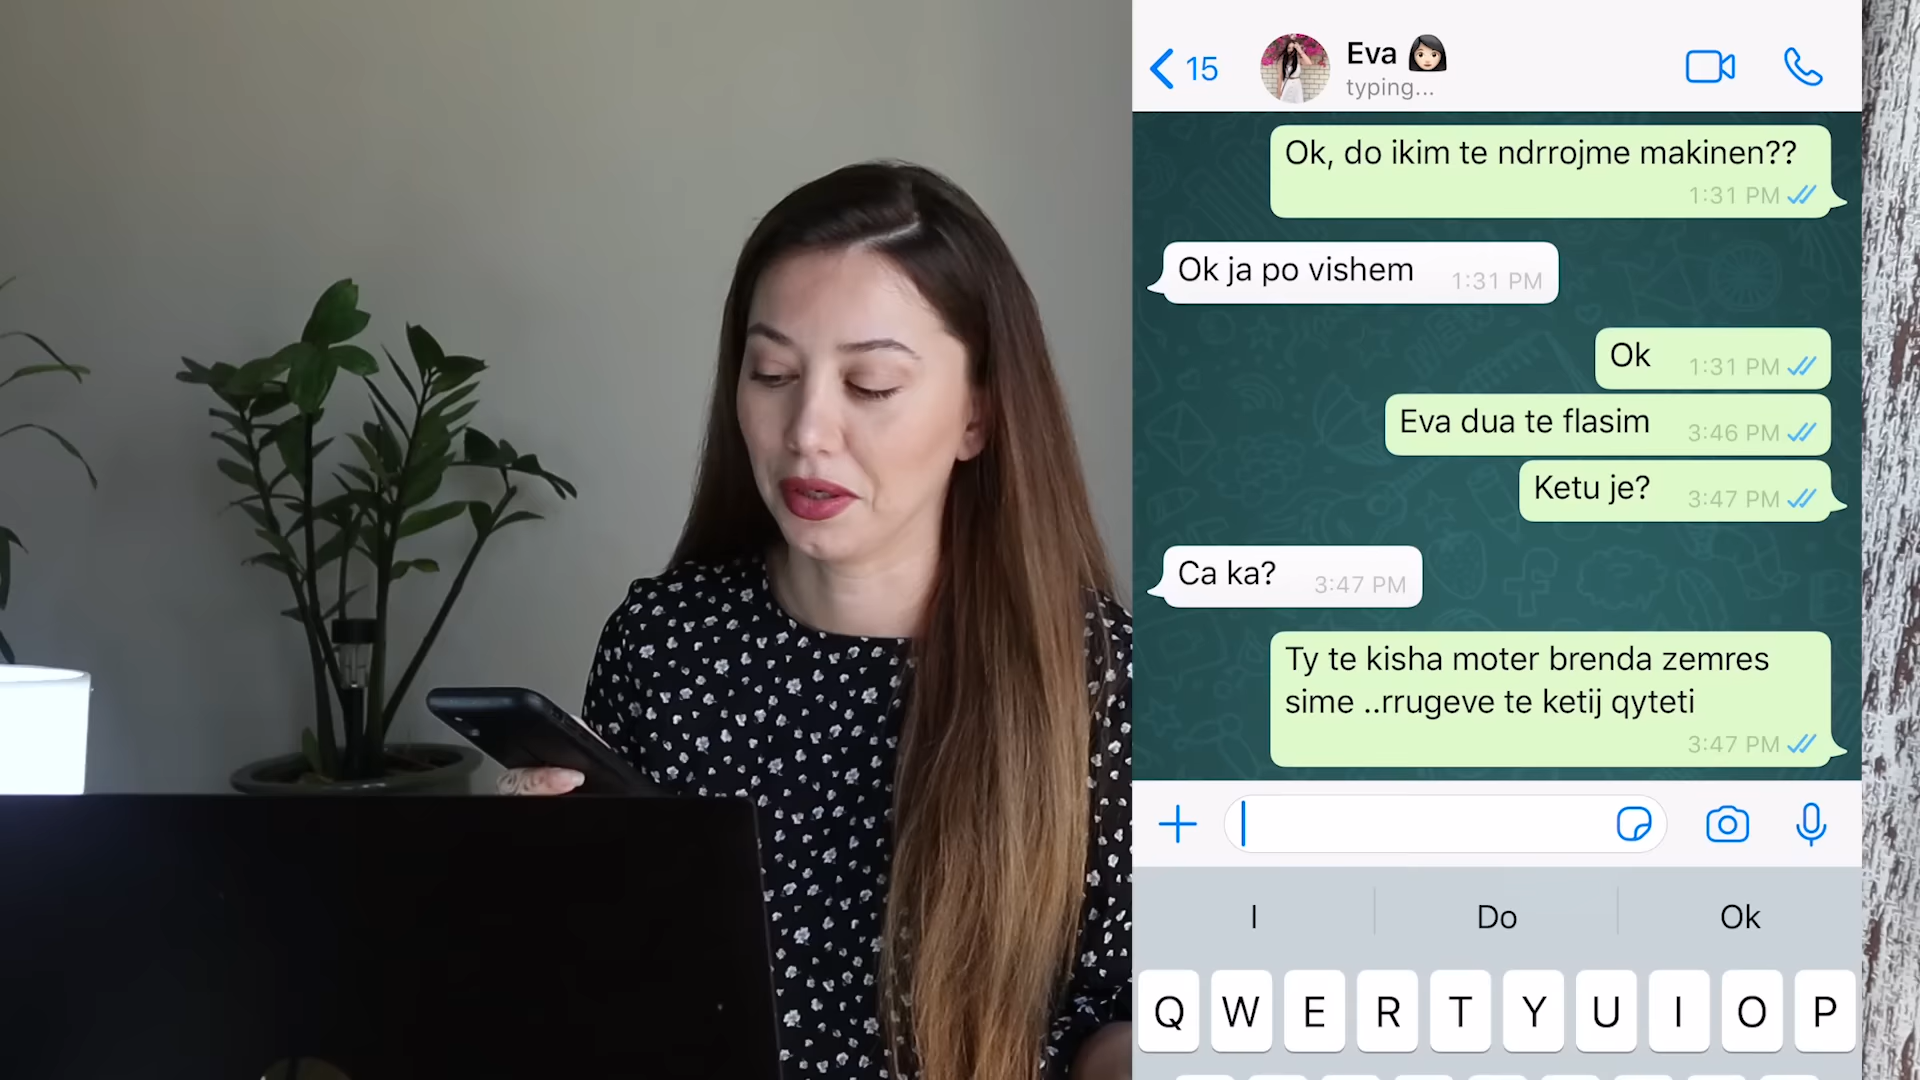 15
Eva
typing...
Ok, do ikim te ndrrojme makinen??
1:31 PM
Ok ja po vishem
1:31 PM
Ok
1:31 PM
Eva dua te flasim
3:46 PM
Ketu je?
3:47 PM
Ca ka?
3:47 PM
Ty te kisha moter brenda zemres
sime ..rrugeve te ketij qyteti
3:47 PM
I Do Ok
Q W E R T Y U I O P